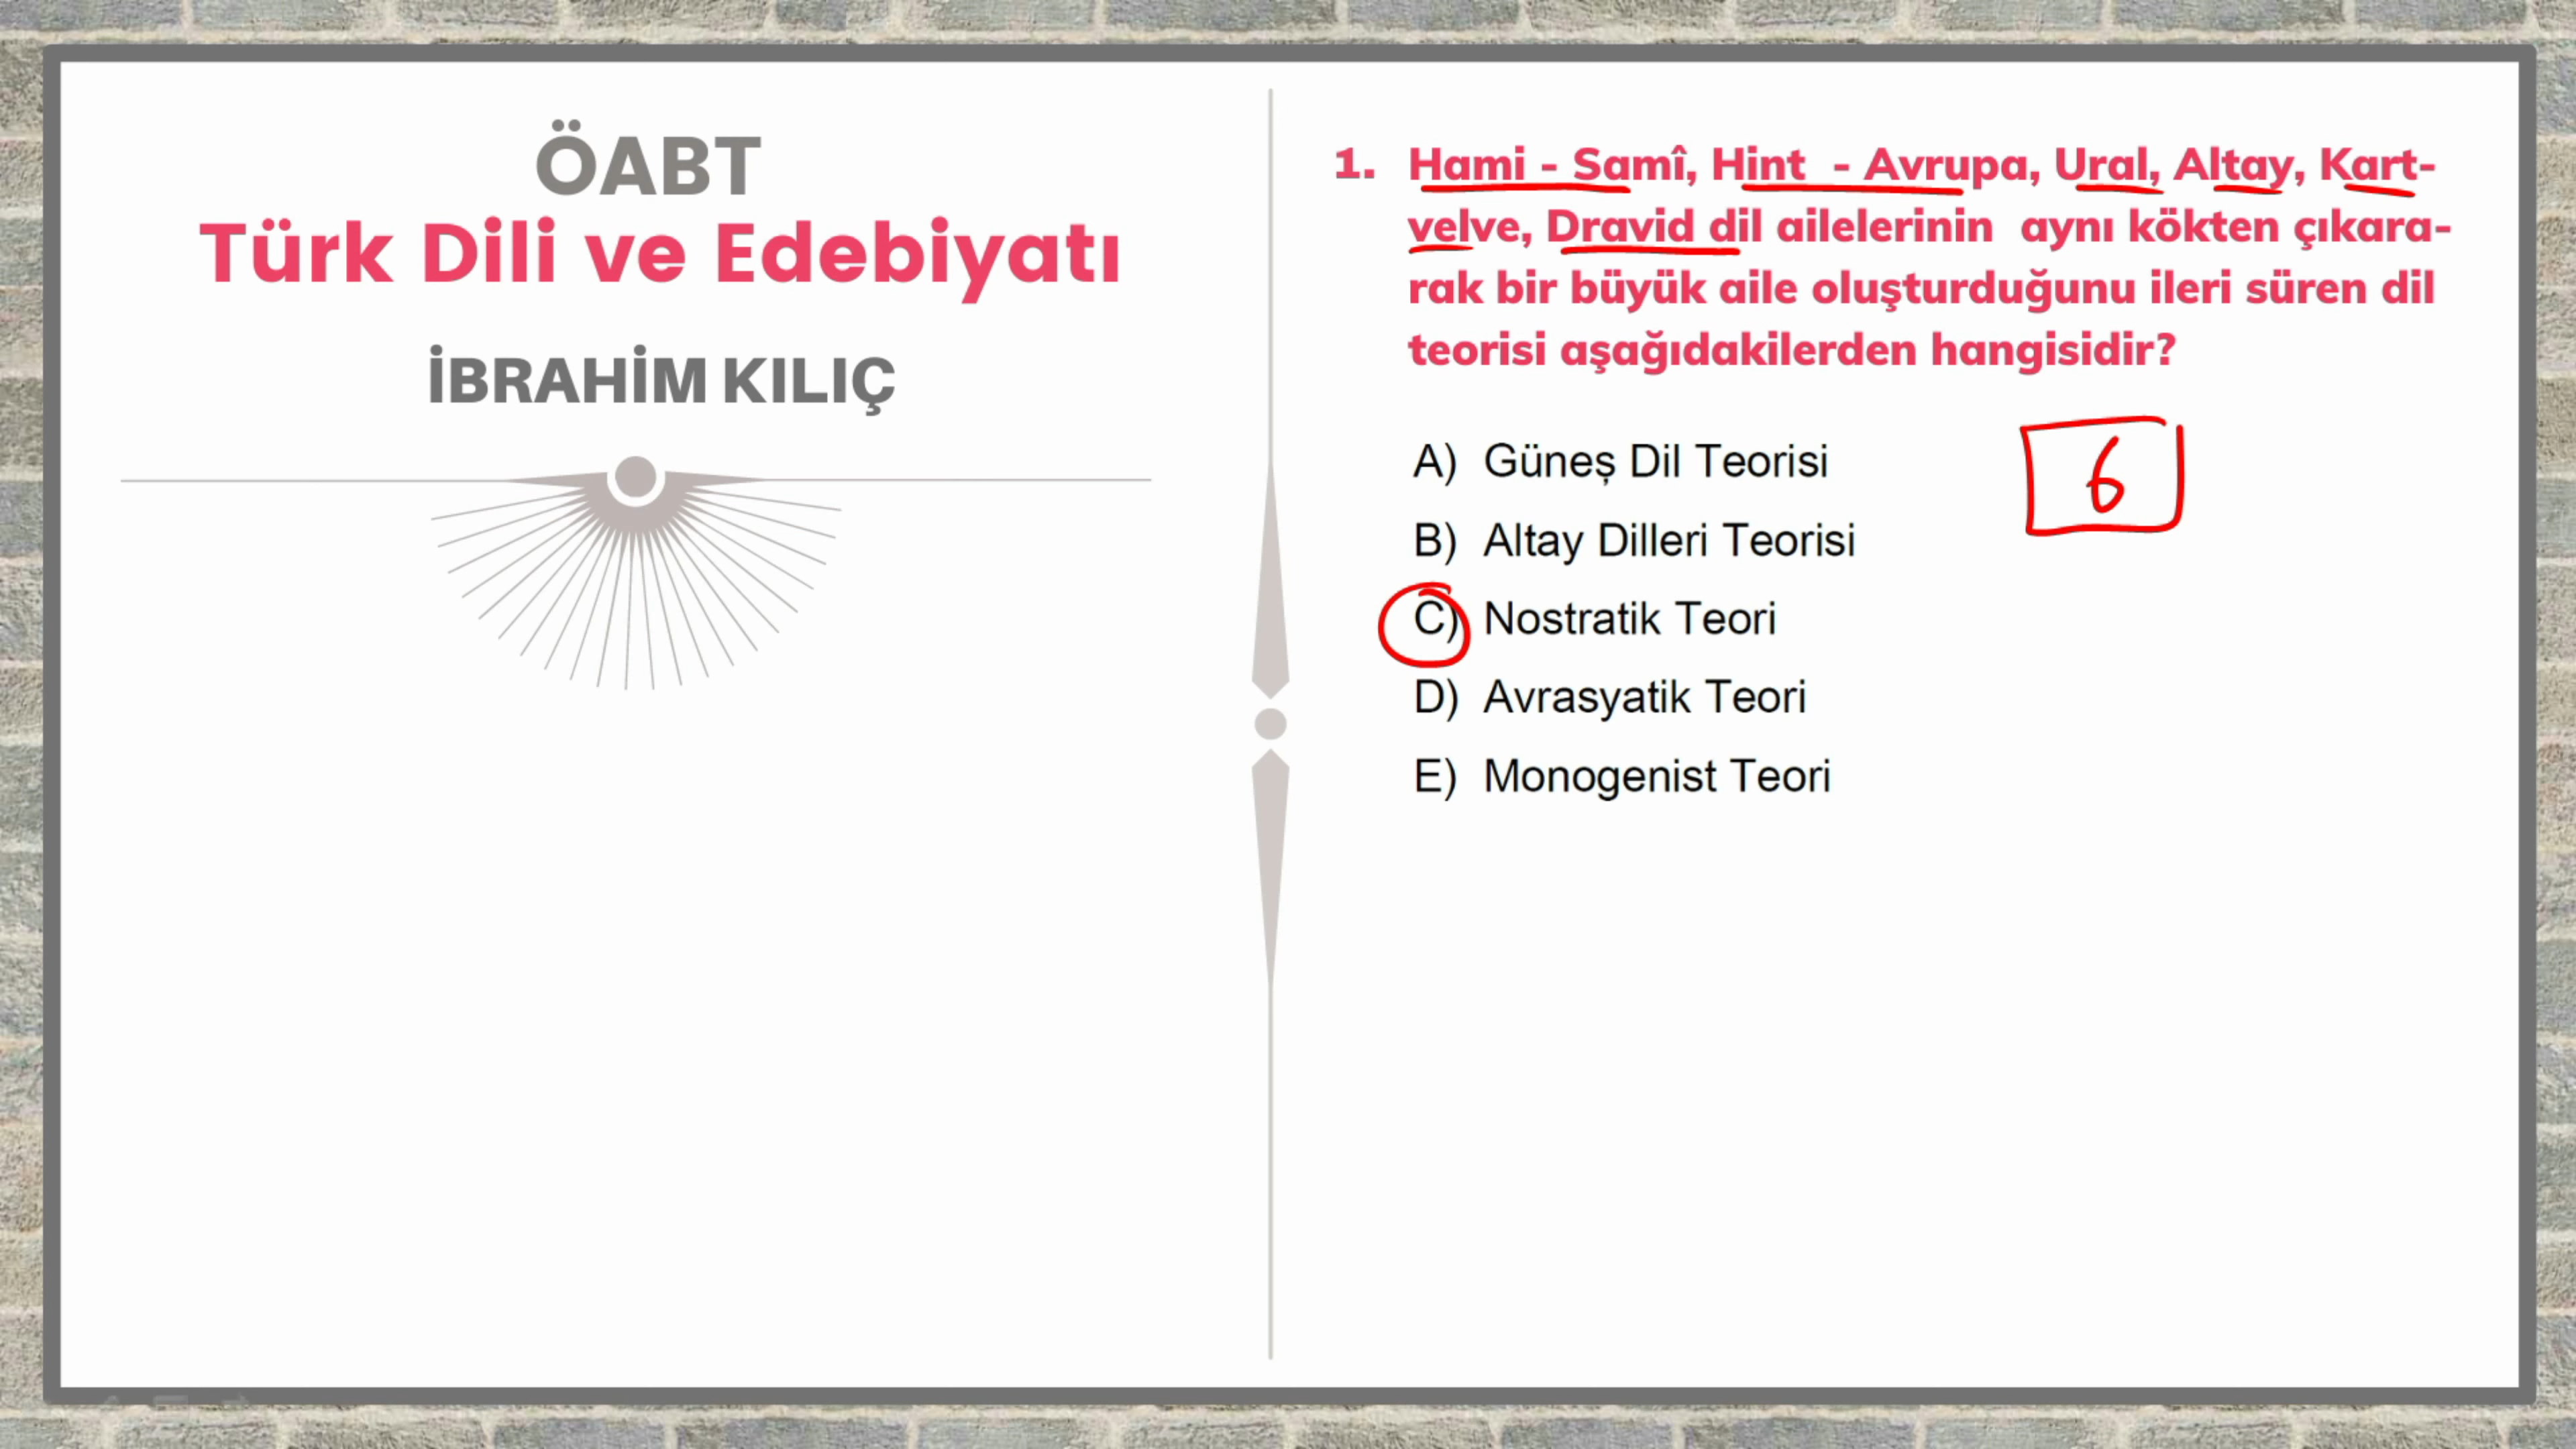 ÖABT
Türk Dili ve Edebiyatı
İBRAHİM KILIÇ
1. Hami - Samî, Hint - Avrupa, Ural, Altay, Kart-
velve, Dravid dil ailelerinin aynı kökten çıkara-
rak bir büyük aile oluşturduğunu ileri süren dil
teorisi aşağıdakilerden hangisidir?
A) Güneş Dil Teorisi
6
B) Altay Dilleri Teorisi
C) Nostratik Teori
D) Avrasyatik Teori
E) Monogenist Teori